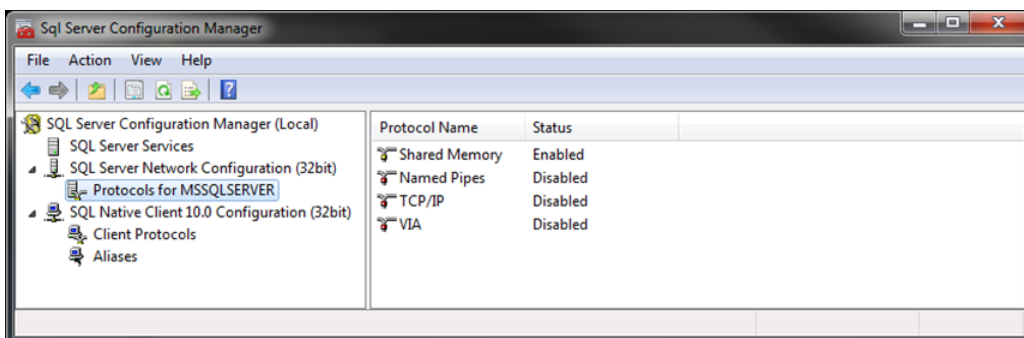 Sql Server Configuration Manager
File Action View Help
SQL Server Configuration Manager (Local)
SQL Server Services
SQL Server Network Configuration (32bit)
Protocols for MSSQLSERVER
SQL Native Client 10.0 Configuration (32bit)
Client Protocols
Aliases
Protocol Name Status
Shared Memory Enabled
Named Pipes Disabled
TCP/IP Disabled
VIA Disabled